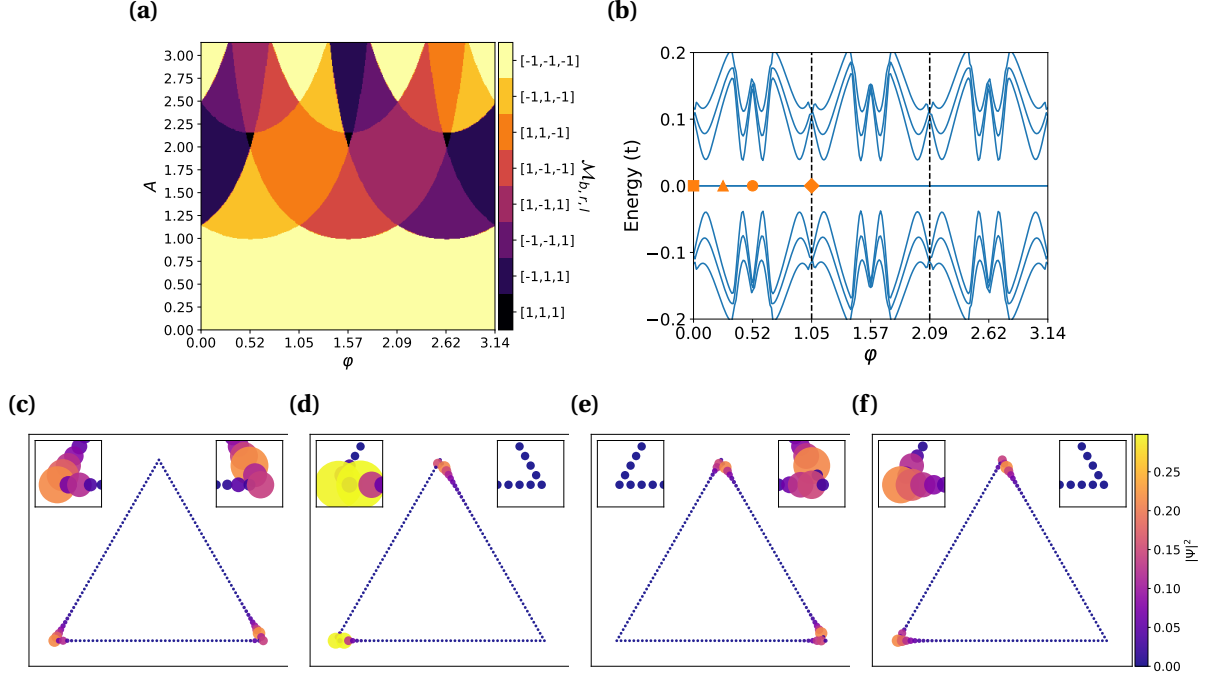 (a)
(b)
3.00
2.75
2.50
2.25
2.00
1.75
1.50
1.25
1.00
0.75
0.50
0.25
0.00
A
0.00 0.52 1.05 1.57 2.09 2.62 3.14
φ
[-1,-1,-1]
[-1,1,-1]
[1,1,-1]
[1,-1,-1]
[1,-1,1]
[-1,-1,1]
[-1,1,1]
[1,1,1]
ℳb,r,l
0.2
0.1
0.0
−0.1
−0.2
Energy (t)
0.00 0.52 1.05 1.57 2.09 2.62 3.14
φ
(c)
(d)
(e)
(f)
0.25
0.20
0.15
0.10
0.05
0.00
|Ψ|²